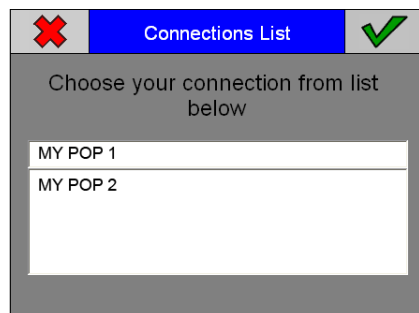 Connections List
Choose your connection from list
below
MY POP 1
MY POP 2